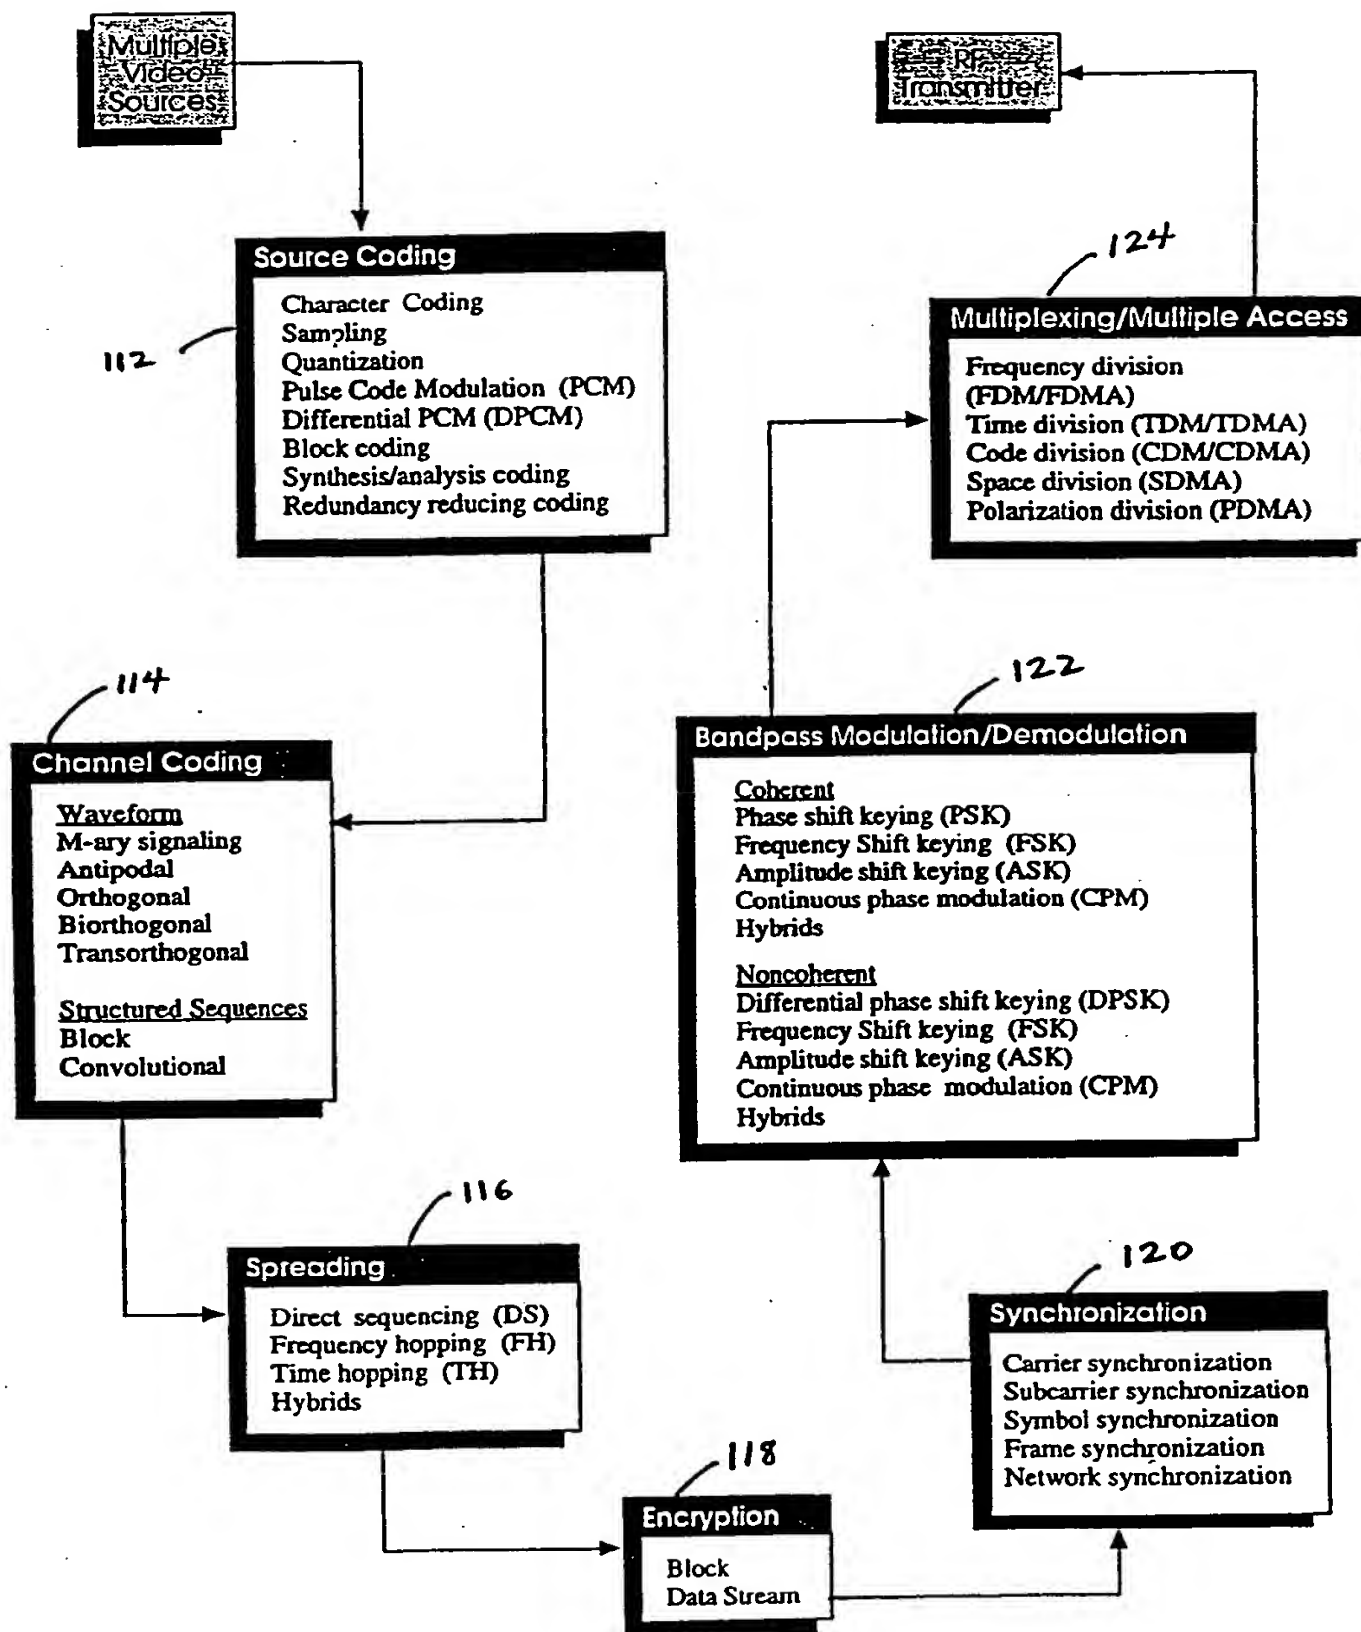 Multiple
Video
Sources
RF
Transmitter
Source Coding
Character Coding
Sampling
Quantization
Pulse Code Modulation (PCM)
Differential PCM (DPCM)
Block coding
Synthesis/analysis coding
Redundancy reducing coding
112
124
Multiplexing/Multiple Access
Frequency division
(FDM/FDMA)
Time division (TDM/TDMA)
Code division (CDM/CDMA)
Space division (SDMA)
Polarization division (PDMA)
114
Channel Coding
Waveform
M-ary signaling
Antipodal
Orthogonal
Biorthogonal
Transorthogonal
Structured Sequences
Block
Convolutional
122
Bandpass Modulation/Demodulation
Coherent
Phase shift keying (PSK)
Frequency Shift keying (FSK)
Amplitude shift keying (ASK)
Continuous phase modulation (CPM)
Hybrids
Noncoherent
Differential phase shift keying (DPSK)
Frequency Shift keying (FSK)
Amplitude shift keying (ASK)
Continuous phase modulation (CPM)
Hybrids
116
Spreading
Direct sequencing (DS)
Frequency hopping (FH)
Time hopping (TH)
Hybrids
118
Encryption
Block
Data Stream
120
Synchronization
Carrier synchronization
Subcarrier synchronization
Symbol synchronization
Frame synchronization
Network synchronization